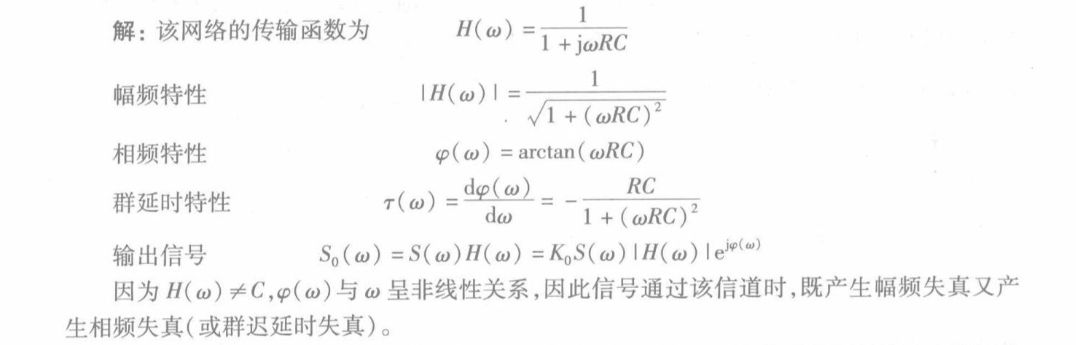 解：该网络的传输函数为 H(ω) = 1/(1 + jωRC)
幅频特性 |H(ω)| = 1/√(1 + (ωRC)²)
相频特性 φ(ω) = arctan(ωRC)
群延时特性 τ(ω) = dφ(ω)/dω = − RC/(1 + (ωRC)²)
输出信号 S₀(ω) = S(ω)H(ω) = K₀S(ω)|H(ω)|e^{jφ(ω)}
因为 H(ω) ≠ C,φ(ω)与 ω 呈非线性关系,因此信号通过该信道时,既产生幅频失真又产
生相频失真(或群迟延时失真)。